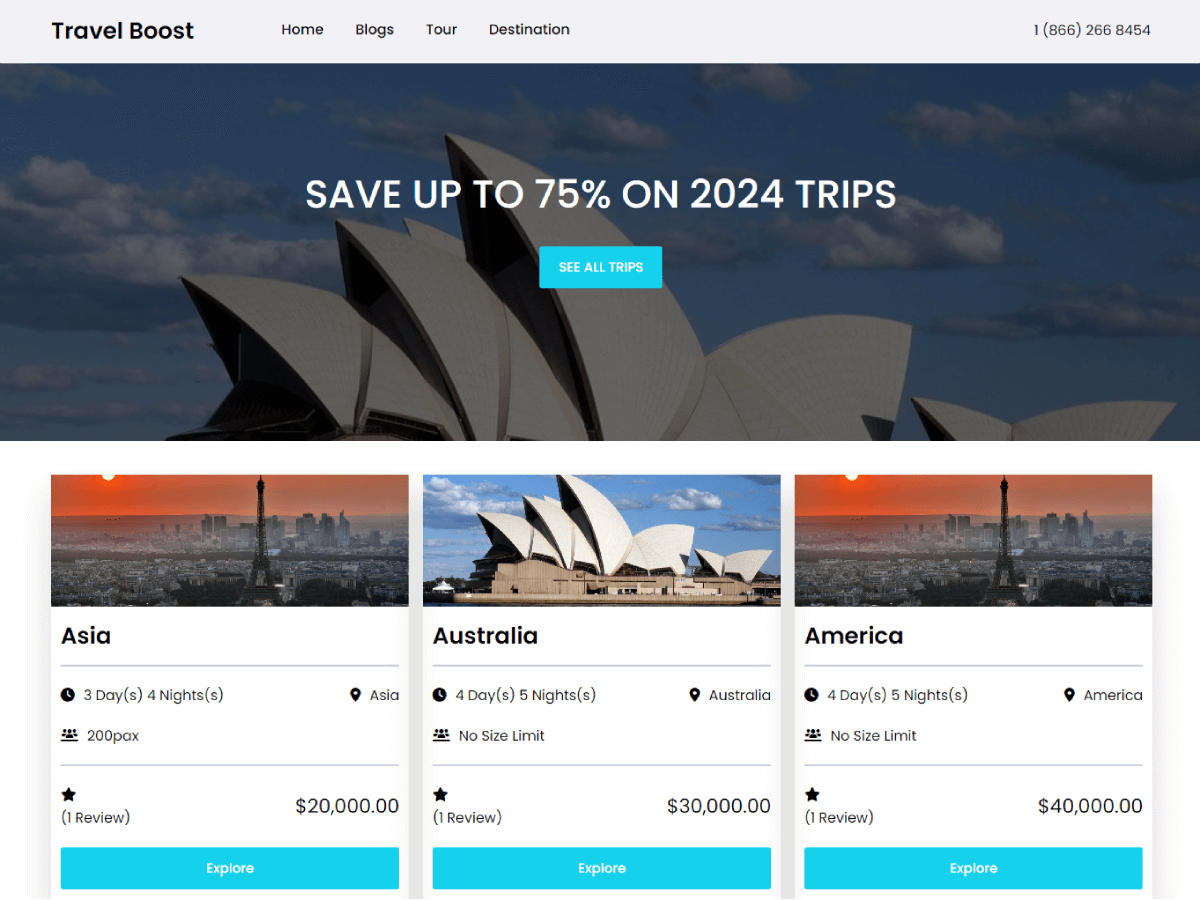 Travel Boost Home Blogs Tour Destination 1 (866) 266 8454
SAVE UP TO 75% ON 2024 TRIPS
SEE ALL TRIPS
Asia
3 Day(s) 4 Nights(s) Asia
200pax
(1 Review) $20,000.00
Explore
Australia
4 Day(s) 5 Nights(s) Australia
No Size Limit
(1 Review) $30,000.00
Explore
America
4 Day(s) 5 Nights(s) America
No Size Limit
(1 Review) $40,000.00
Explore